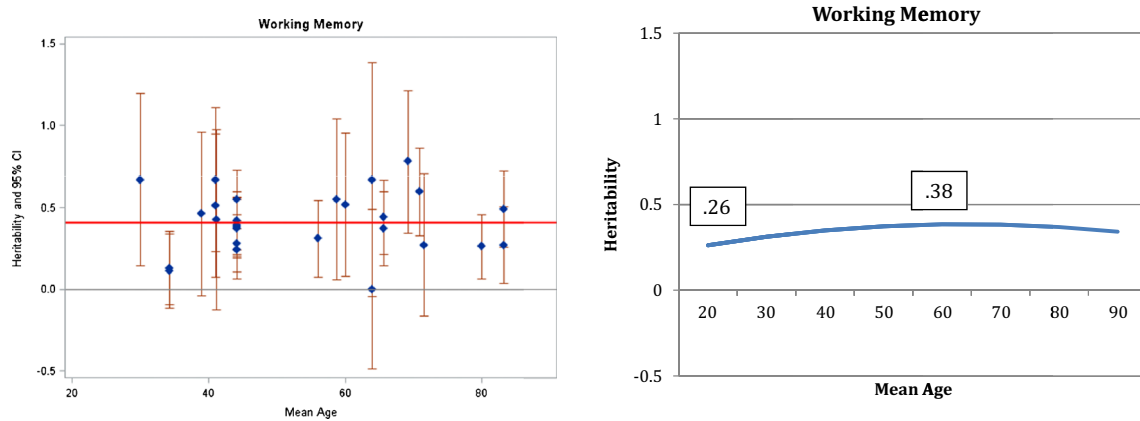 Working Memory
1.5
1.0
0.5
0.0
-0.5
20
40
60
80
Heritability and 95% CI
Mean Age
Working Memory
1.5
1
0.5
0
-0.5
.26
.38
20 30 40 50 60 70 80 90
Heritability
Mean Age